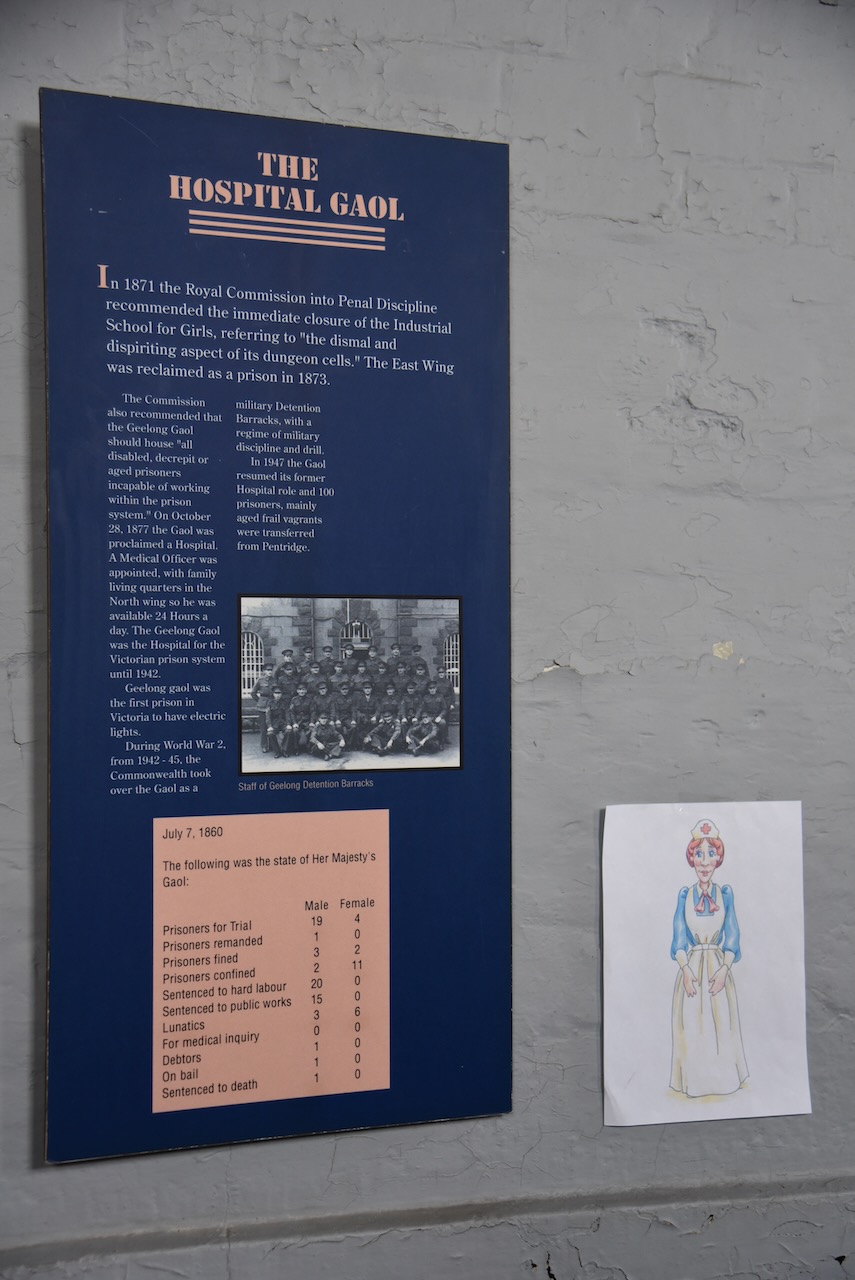 THE
HOSPITAL GAOL
In 1871 the Royal Commission into Penal Discipline
recommended the immediate closure of the Industrial
School for Girls, referring to "the dismal and
dispiriting aspect of its dungeon cells." The East Wing
was reclaimed as a prison in 1873.
The Commission
also recommended that
the Geelong Gaol
should house "all
disabled, decrepit or
aged prisoners
incapable of working
within the prison
system." On October
28, 1877 the Gaol was
proclaimed a Hospital.
A Medical Officer was
appointed, with family
living quarters in the
North wing so he was
available 24 Hours a
day. The Geelong Gaol
was the Hospital for the
Victorian prison system
until 1942.
Geelong gaol was
the first prison in
Victoria to have electric
lights.
During World War 2,
from 1942 - 45, the
Commonwealth took
over the Gaol as a
military Detention
Barracks, with a
regime of military
discipline and drill.
In 1947 the Gaol
resumed its former
Hospital role and 100
prisoners, mainly
aged frail vagrants
were transferred
from Pentridge.
Staff of Geelong Detention Barracks
July 7, 1860
The following was the state of Her Majesty's
Gaol:
Male Female
Prisoners for Trial 19 4
Prisoners remanded 1 0
Prisoners fined 3 2
Prisoners confined 2 11
Sentenced to hard labour 20 0
Sentenced to public works 15 0
Lunatics 3 6
For medical inquiry 0 0
Debtors 1 0
On bail 1 0
Sentenced to death 1 0